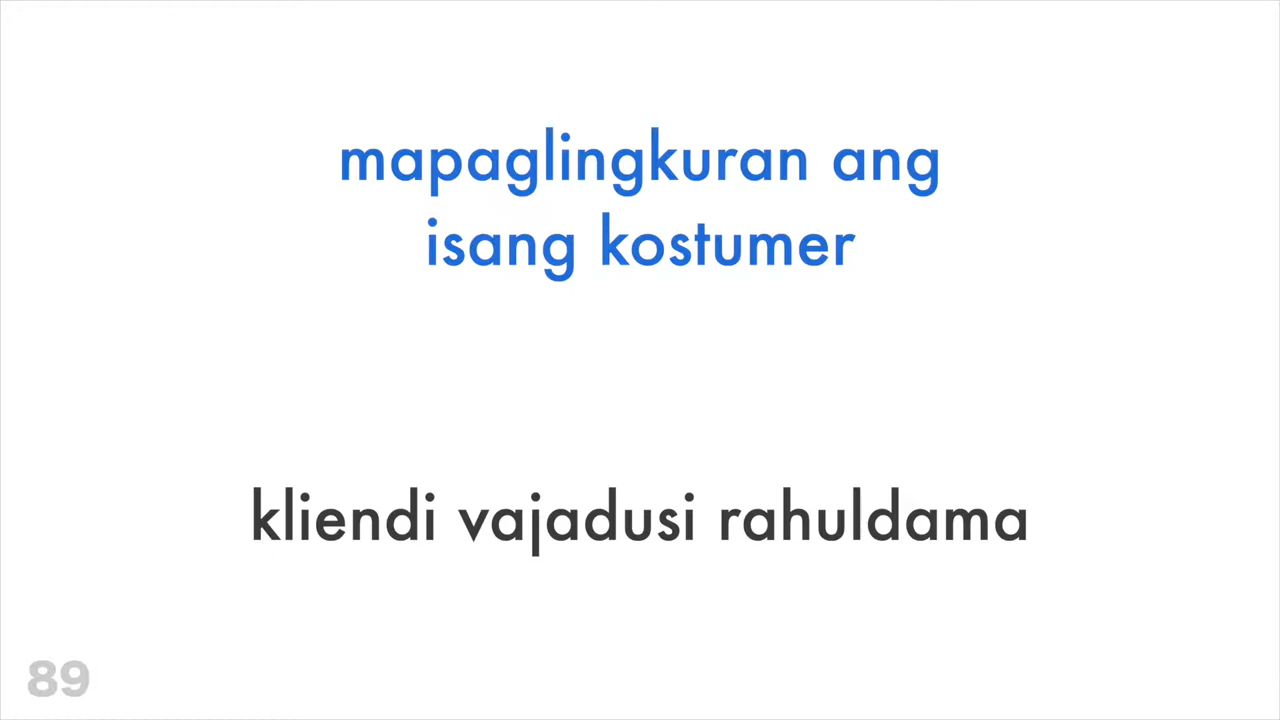 mapaglingkuran ang
isang kostumer
kliendi vajadusi rahuldama
89